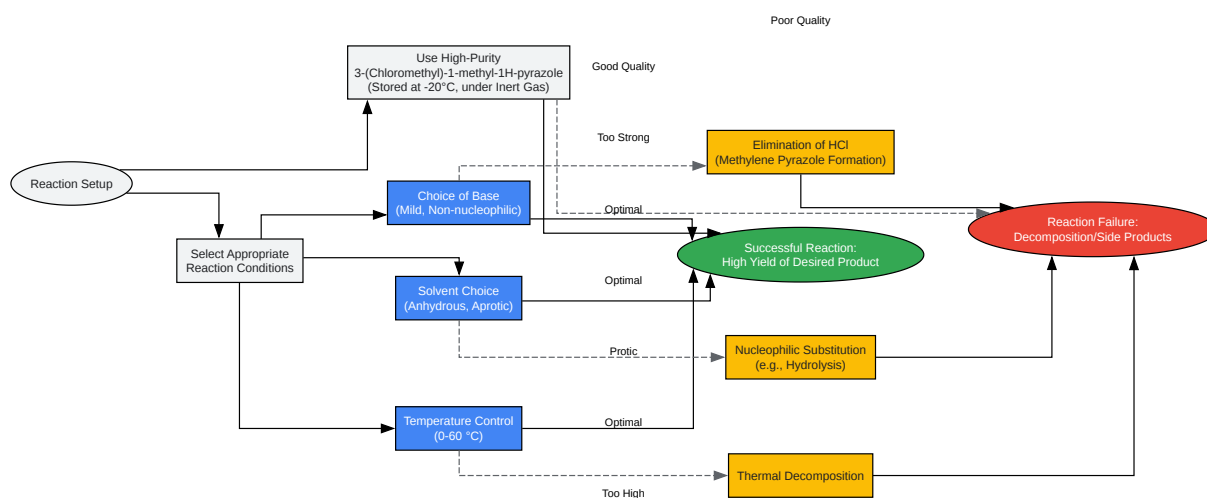 Poor Quality
Use High-Purity
3-(Chloromethyl)-1-methyl-1H-pyrazole
(Stored at -20°C, under Inert Gas)
Good Quality
Too Strong
Elimination of HCl
(Methylene Pyrazole Formation)
Reaction Setup
Choice of Base
(Mild, Non-nucleophilic)
Optimal
Reaction Failure:
Decomposition/Side Products
Select Appropriate
Reaction Conditions
Successful Reaction:
High Yield of Desired Product
Solvent Choice
(Anhydrous, Aprotic)
Optimal
Protic
Nucleophilic Substitution
(e.g., Hydrolysis)
Temperature Control
(0-60 °C)
Optimal
Thermal Decomposition
Too High